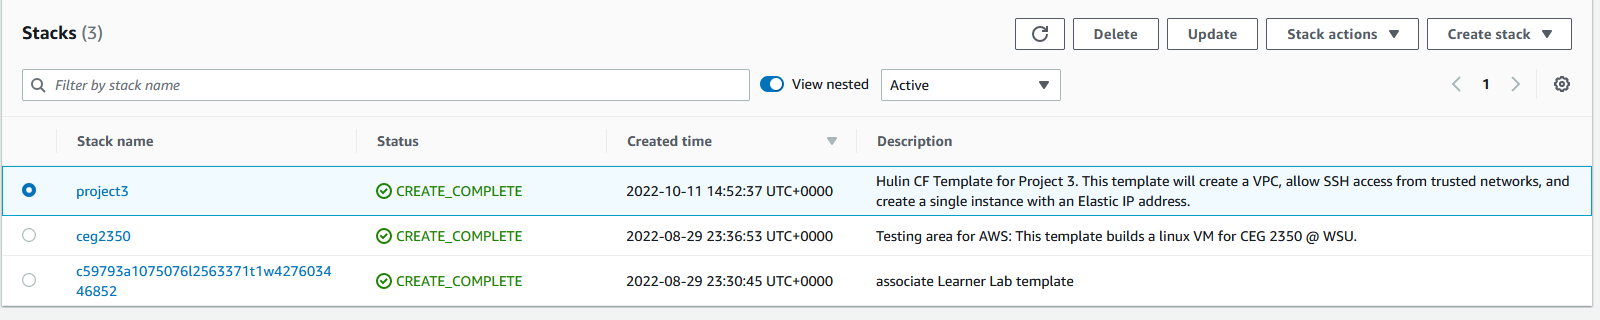 Stacks (3)
Delete
Update
Stack actions
Create stack
Filter by stack name
View nested
Active
1
Stack name
Status
Created time
Description
project3
CREATE_COMPLETE
2022-10-11 14:52:37 UTC+0000
Hulin CF Template for Project 3. This template will create a VPC, allow SSH access from trusted networks, and
create a single instance with an Elastic IP address.
ceg2350
CREATE_COMPLETE
2022-08-29 23:36:53 UTC+0000
Testing area for AWS: This template builds a linux VM for CEG 2350 @ WSU.
c59793a1075076l2563371t1w4276034
46852
CREATE_COMPLETE
2022-08-29 23:30:45 UTC+0000
associate Learner Lab template